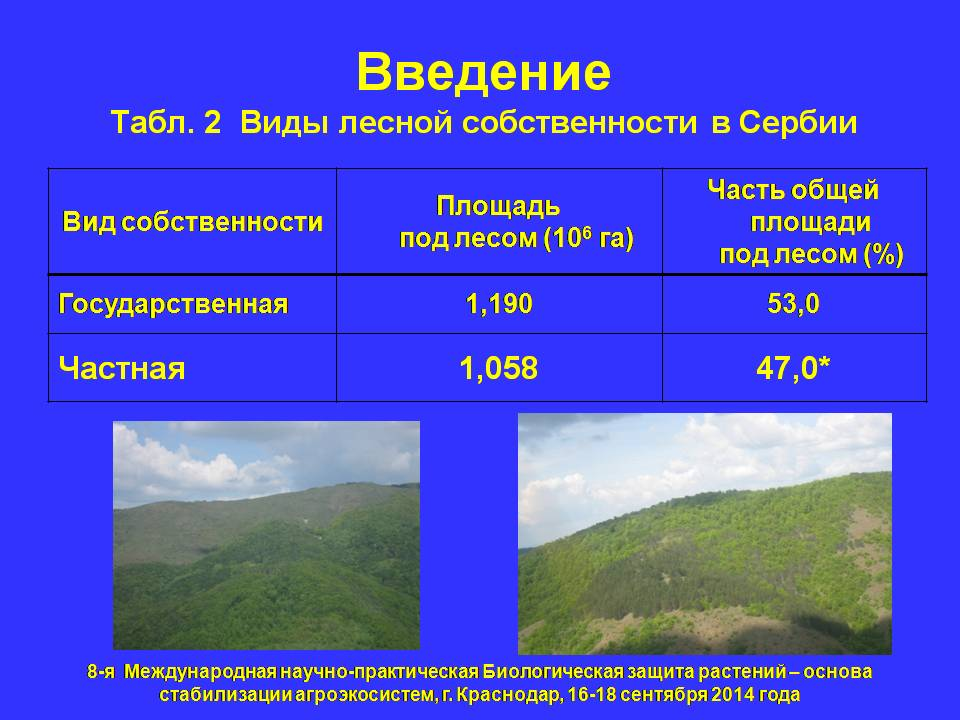 Введение
Табл. 2  Виды лесной собственности в Сербии
Вид собственности
Площадь
под лесом (10⁶ га)
Часть общей
площади
под лесом (%)
Государственная
1,190
53,0
Частная
1,058
47,0*
8-я  Международная научно-практическая Биологическая защита растений – основа
стабилизации агроэкосистем, г. Краснодар, 16-18 сентября 2014 года